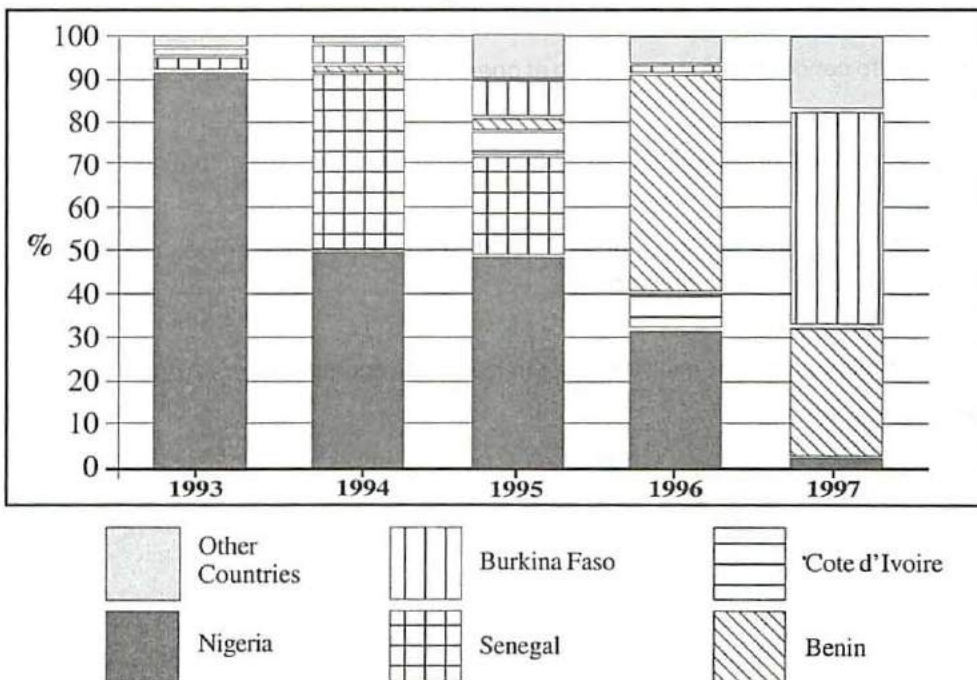 100
90
80
70
60
%
50
40
30
20
10
0
1993
1994
1995
1996
1997
Other
Countries
Burkina Faso
Cote d'Ivoire
Nigeria
Senegal
Benin